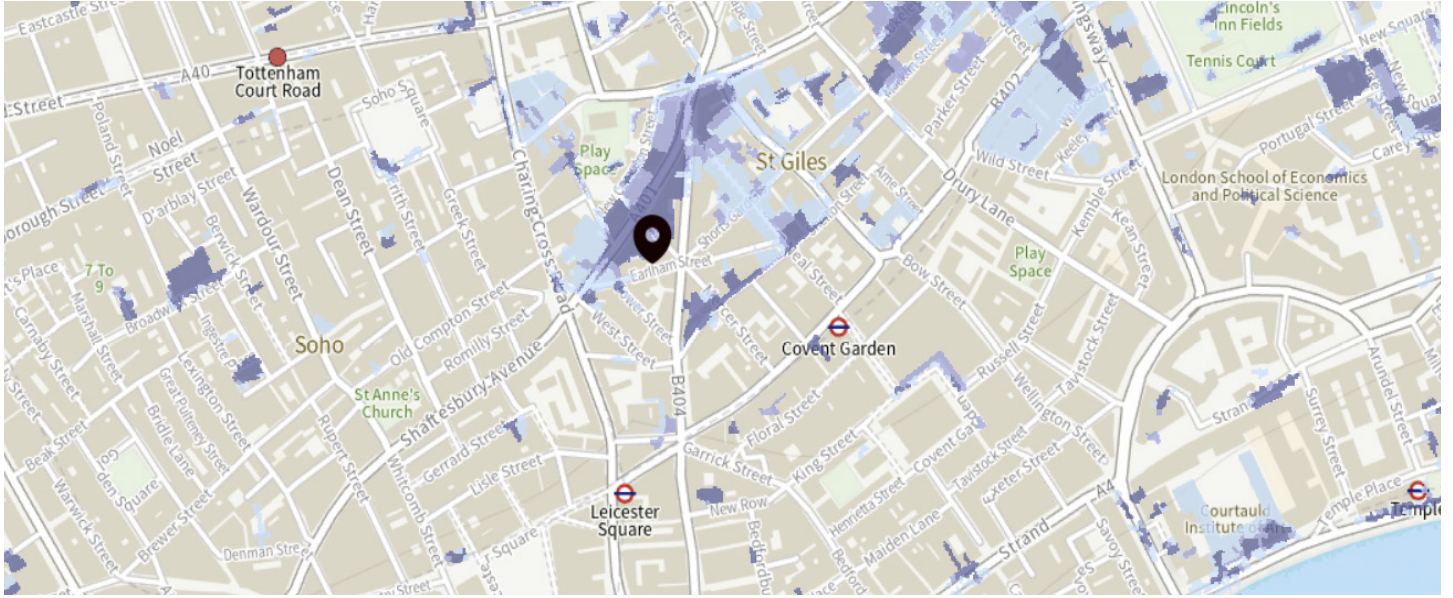 Eastcastle Street
Lincoln's
Inn Fields
New Square
Tennis Court
A40
Tottenham
Court Road
Soho Square
Street
Poland Street
Noel
Street
Kingsway
R402
Parker Street
Portugal Street
Carey
Play
Space
St Giles
Wild Street
Keele
D'arblay Street
Wardour Street
Dean Street
Frith Street
Greek Street
Charing Cross Road
A401
Drury Lane
Kemble Street
Kean Street
London School of Economics
and Political Science
Berwick Street
7 To
9
Earlham Street
Shorts Gardens
Neal Street
Bow Street
Play
Space
Carnaby Street
Marshall Street
Broadwick Street
Ingestre
Old Compton Street
Romilly Street
Tower Street
West Street
Covent Garden
Soho
Lexington Street
Great Pulteney Street
Bridle Lane
St Anne's
Church
Shaftesbury-Avenue
B404
Russell Street
Tavistock Street
Wellington Street
Strand
Surrey Street
Arundel Street
Beak Street
Golden Square
Rupert Street
Whitcomb Street
Gerrard Street
Lisle Street
Floral Street
Garrick Street
King Street
Covent Garden
Tavistock Street
Exeter Street
A4
Warwick Street
Brewer Street
Denman Street
Leicester
Square
New Row
Henrietta Street
Maiden Lane
Strand
Savoy Street
Courtauld
Temple Place
Temple